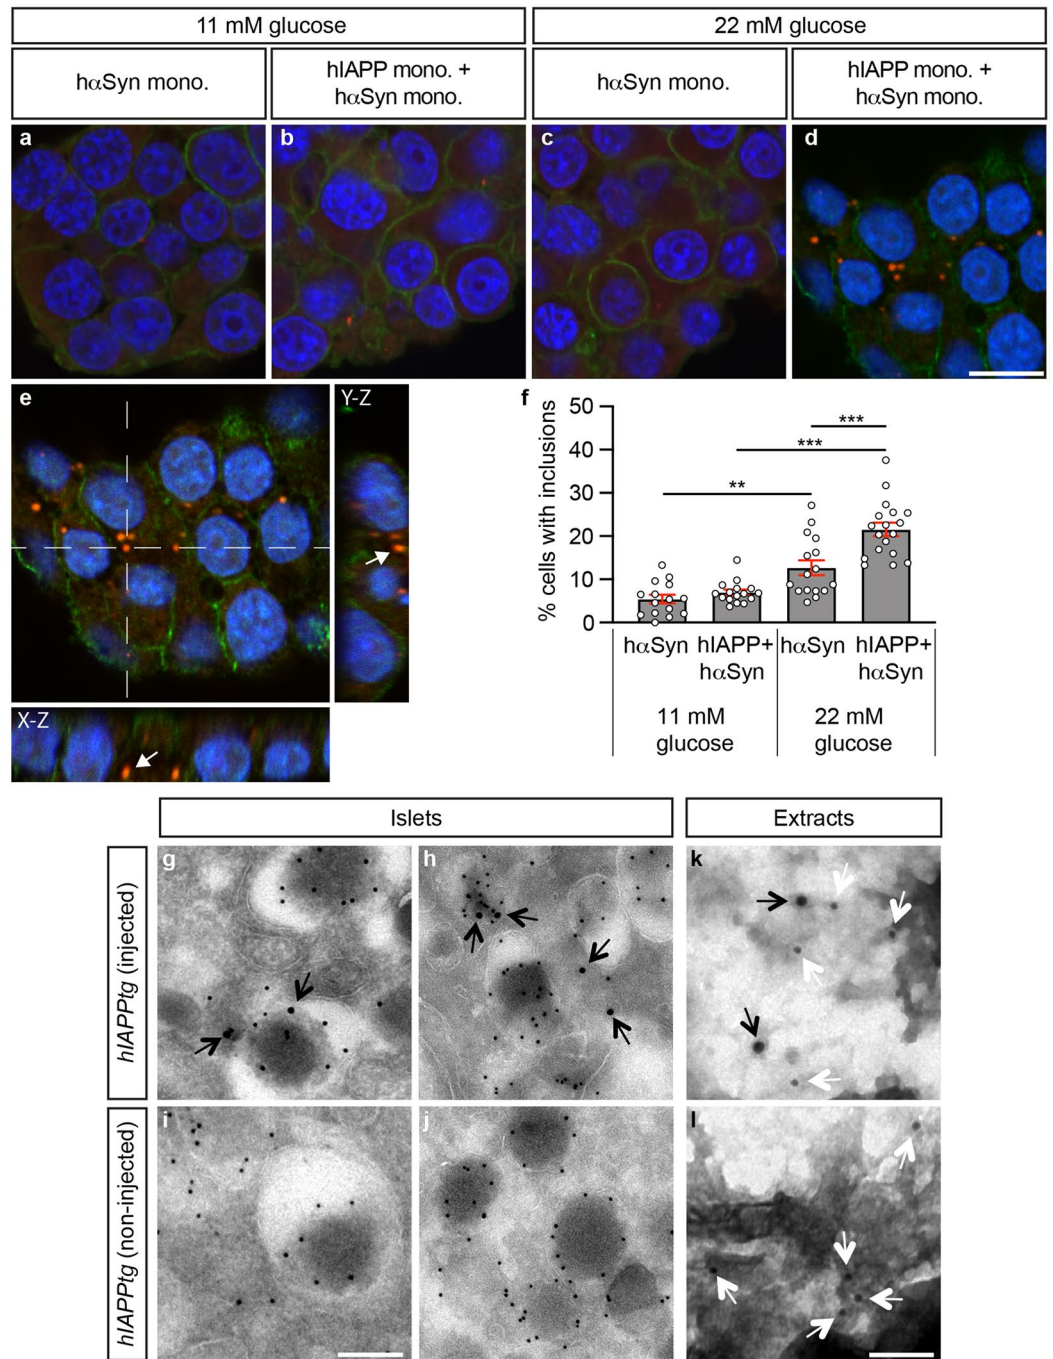 11 mM glucose
22 mM glucose
hαSyn mono.
hIAPP mono. +
hαSyn mono.
hαSyn mono.
hIAPP mono. +
hαSyn mono.
a
b
c
d
e
Y-Z
X-Z
f
% cells with inclusions
50
40
30
20
10
0
***
***
**
hαSyn
hIAPP+
hαSyn
hαSyn
hIAPP+
hαSyn
11 mM
glucose
22 mM
glucose
Islets
Extracts
hIAPPtg (injected)
g
h
k
hIAPPtg (non-injected)
i
j
l